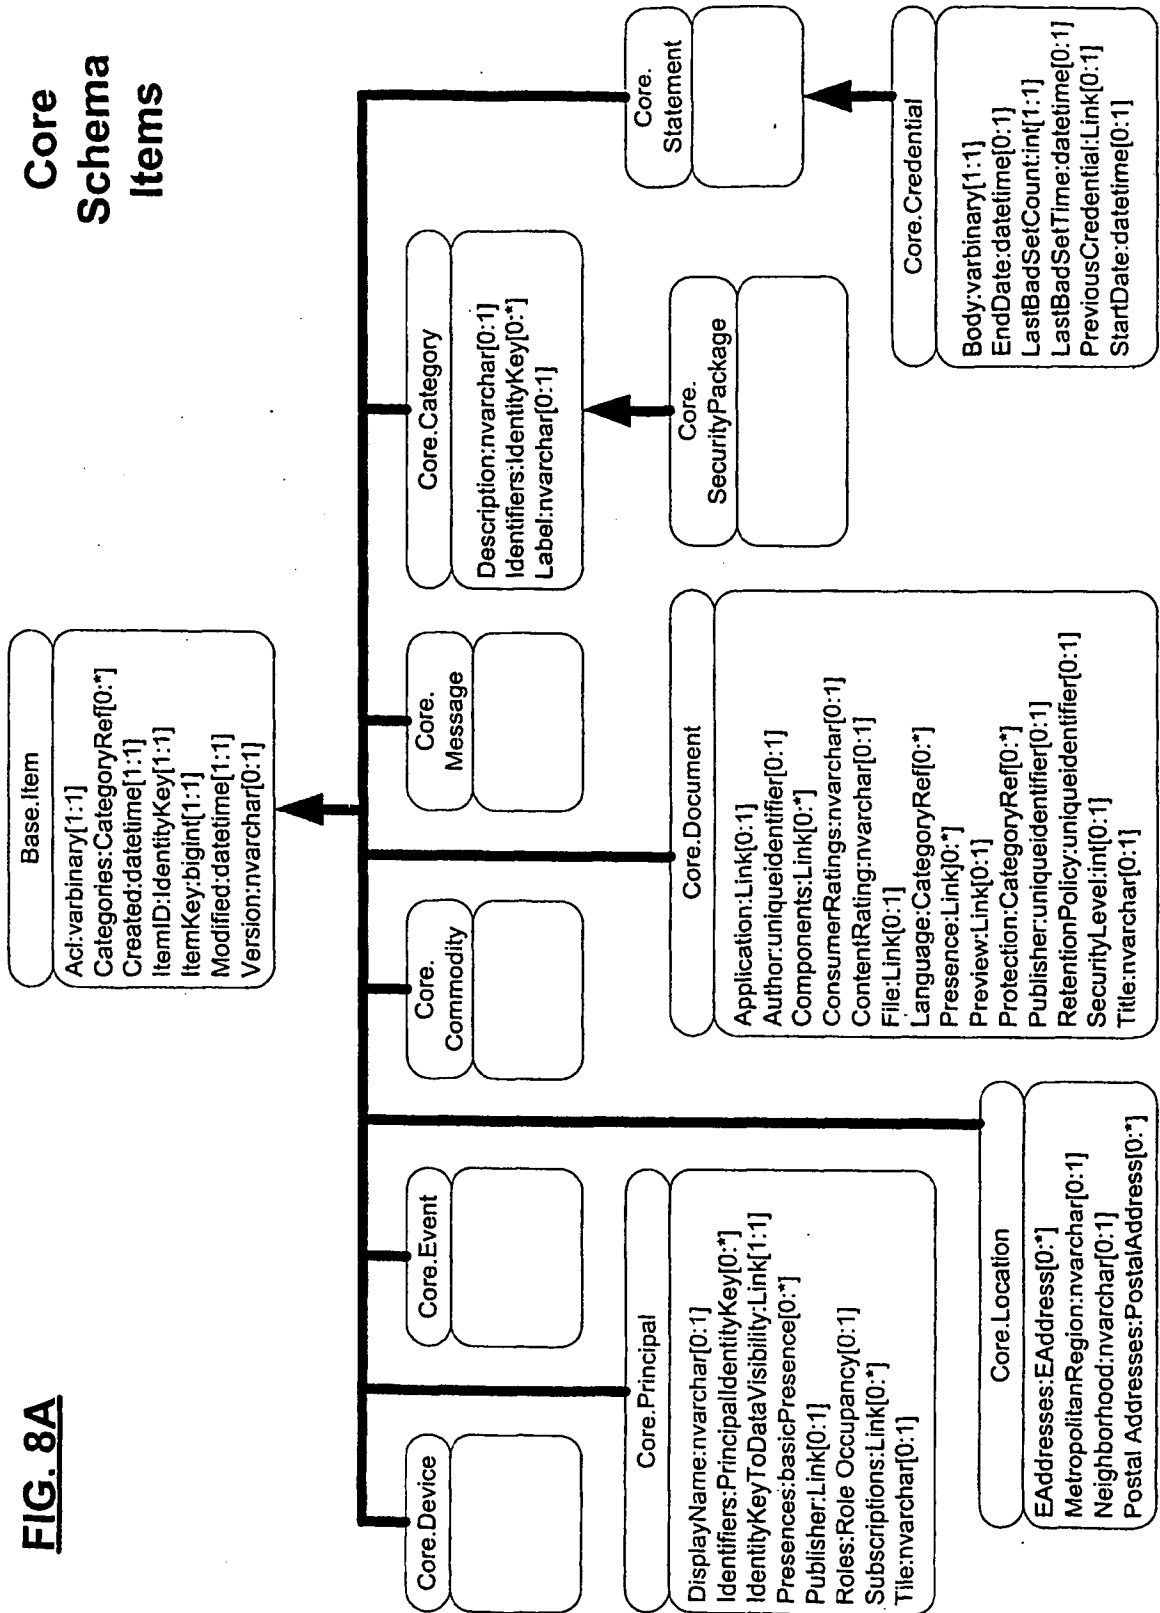 FIG. 8A
Core
Schema
Items
Base.Item
Acl:varbinary[1:1]
Categories:CategoryRef[0:*]
Created:datetime[1:1]
ItemID:IdentityKey[1:1]
ItemKey:bigint[1:1]
Modified:datetime[1:1]
Version:nvarchar[0:1]
Core.Device
Core.Event
Core.
Commodity
Core.
Message
Core.Category
Description:nvarchar[0:1]
Identifiers:IdentityKey[0:*]
Label:nvarchar[0:1]
Core.
Statement
Core.Principal
DisplayName:nvarchar[0:1]
Identifiers:PrincipalIdentityKey[0:*]
IdentityKeyToDataVisibility:Link[1:1]
Presences:basicPresence[0:*]
Publisher:Link[0:1]
Roles:Role Occupancy[0:1]
Subscriptions:Link[0:*]
Tile:nvarchar[0:1]
Core.Document
Application:Link[0:1]
Author:uniqueidentifier[0:1]
Components:Link[0:*]
ConsumerRatings:nvarchar[0:1]
ContentRating:nvarchar[0:1]
File:Link[0:1]
Language:CategoryRef[0:*]
Presence:Link]0:*]
Preview:Link[0:1]
Protection:CategoryRef[0:*]
Publisher:uniqueidentifier[0:1]
RetentionPolicy:uniqueidentifier[0:1]
SecurityLevel:int[0:1]
Title:nvarchar[0:1]
Core.
SecurityPackage
Core.Credential
Body:varbinary[1:1]
EndDate:datetime[0:1]
LastBadSetCount:int[1:1]
LastBadSetTime:datetime[0:1]
PreviousCredential:Link[0:1]
StartDate:datetime[0:1]
Core.Location
EAddresses:EAddress[0:*]
MetropolitanRegion:nvarchar[0:1]
Neighborhood:nvarchar[0:1]
Postal Addresses:PostalAddress[0:*]